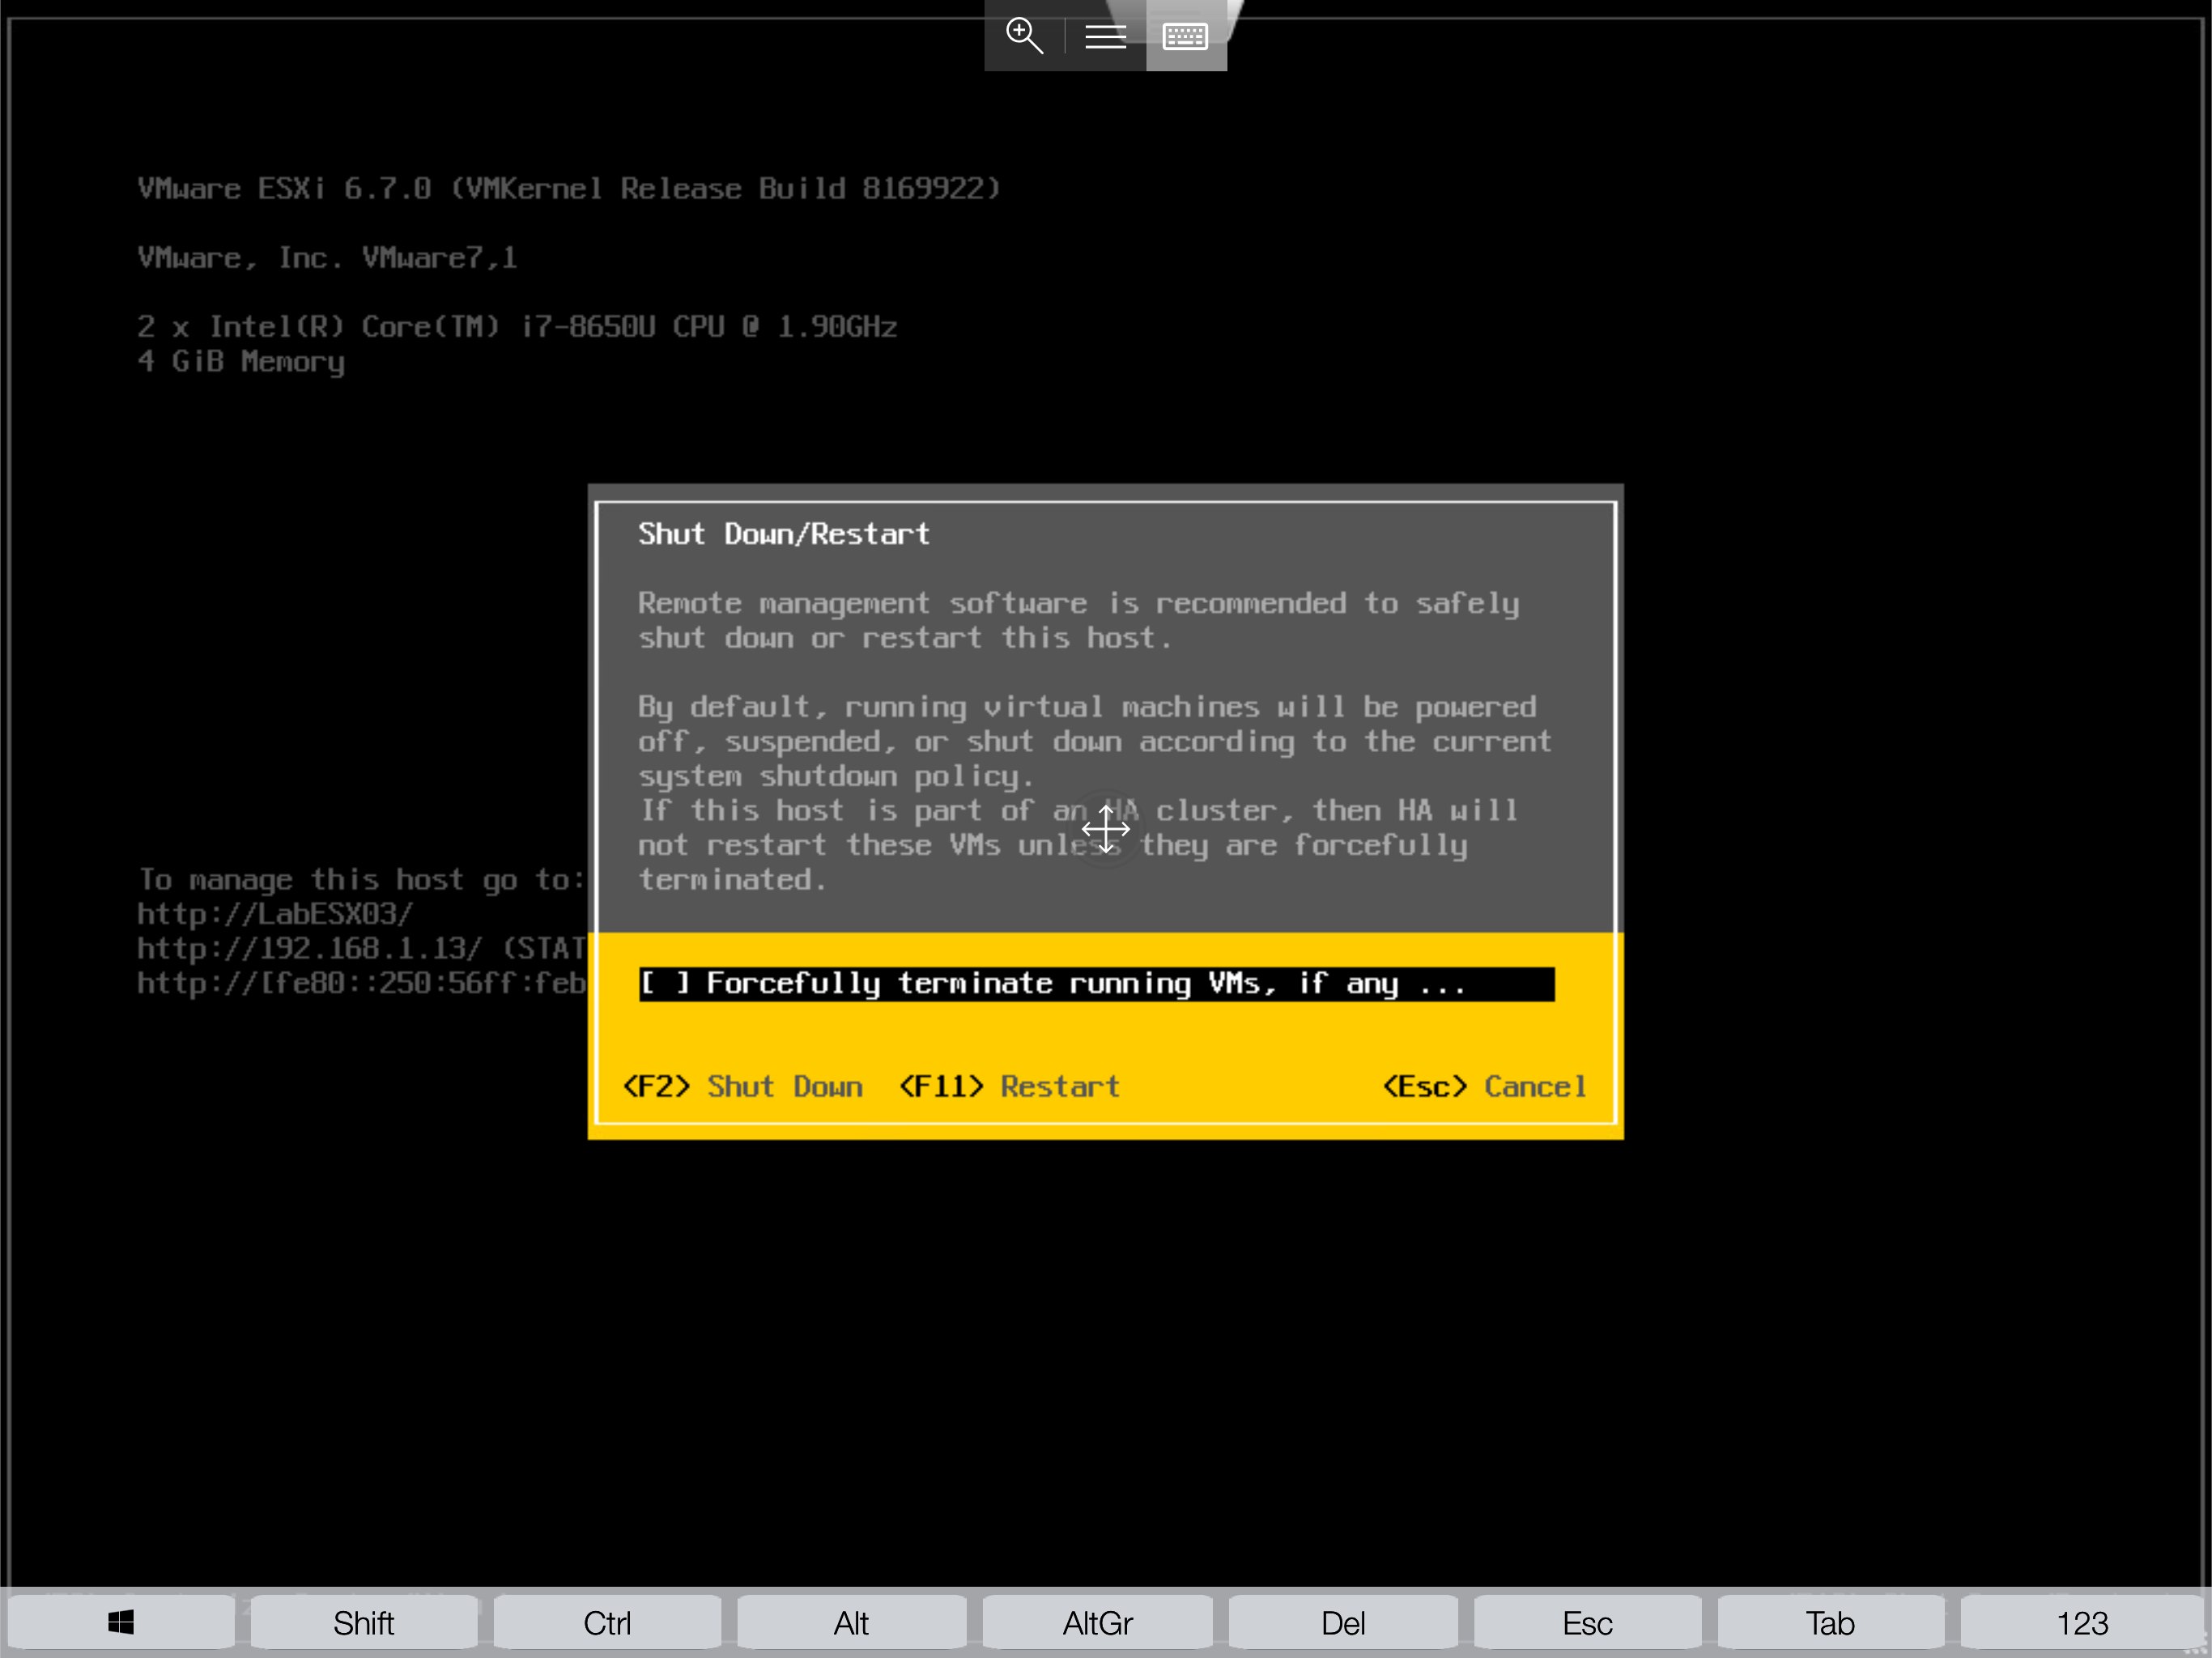 VMware ESXi 6.7.0 (VMKernel Release Build 8169922)
VMware, Inc. VMware7,1
2 x Intel(R) Core(TM) i7-8650U CPU @ 1.90GHz
4 GiB Memory
Shut Down/Restart
Remote management software is recommended to safely
shut down or restart this host.
By default, running virtual machines will be powered
off, suspended, or shut down according to the current
system shutdown policy.
If this host is part of an HA cluster, then HA will
not restart these VMs unless they are forcefully
terminated.
To manage this host go to:
http://LabESX03/
http://192.168.1.13/ (STAT
http://[fe80::250:56ff:feb
[ ] Forcefully terminate running VMs, if any ...
<F2> Shut Down <F11> Restart <Esc> Cancel
Shift Ctrl Alt AltGr Del Esc Tab 123